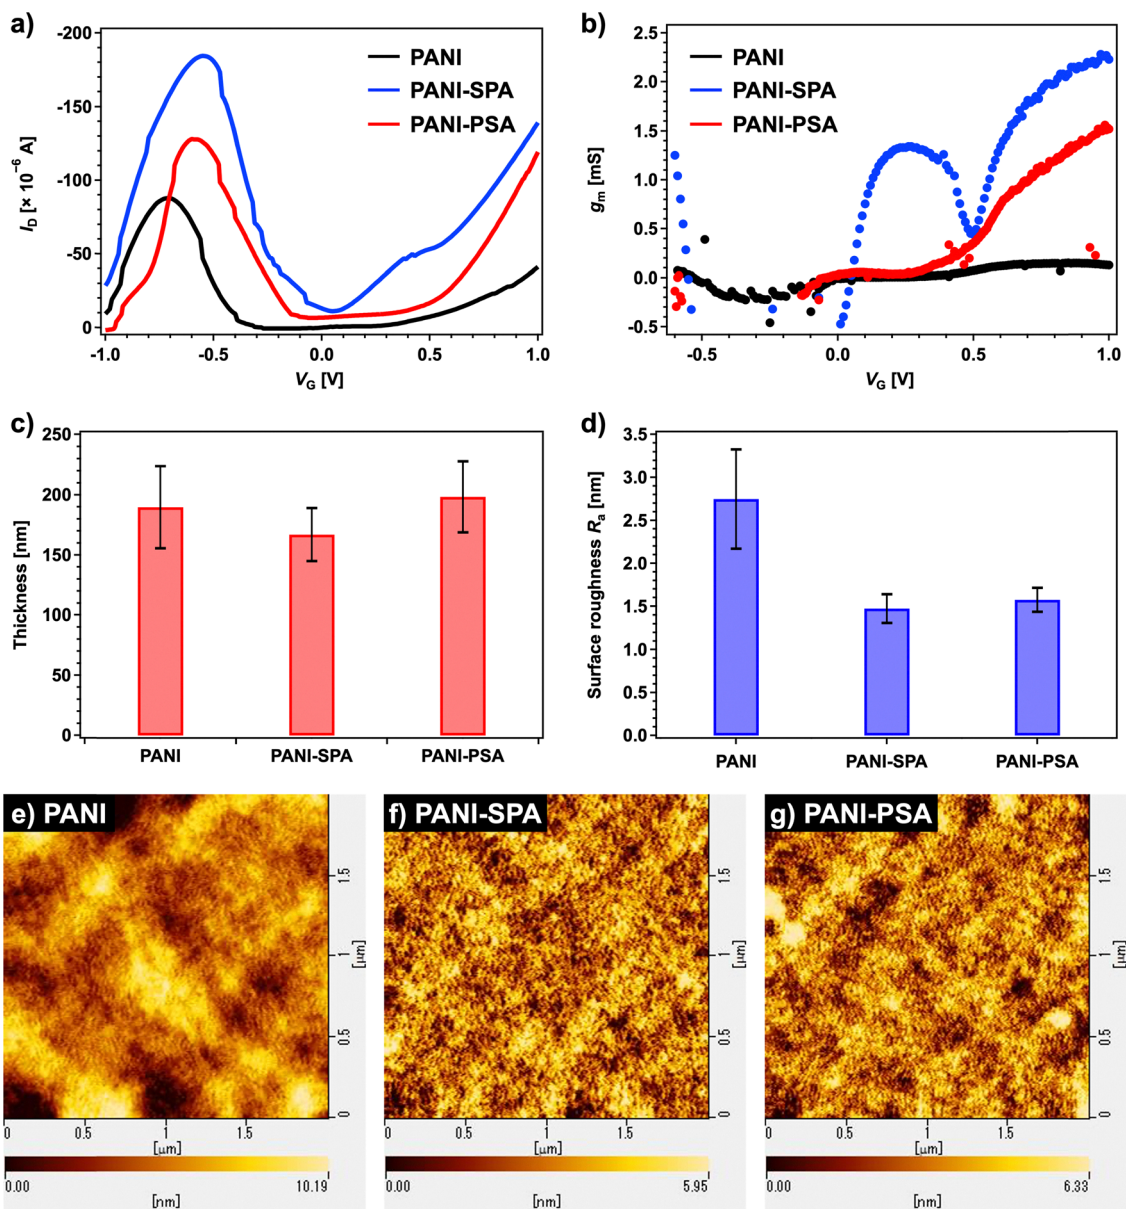 a)
-200
-150
-100
-50
0
I_D [× 10⁻⁶ A]
PANI
PANI-SPA
PANI-PSA
-1.0 -0.5 0.0 0.5 1.0
V_G [V]
b)
2.5
2.0
1.5
1.0
0.5
0.0
-0.5
g_m [mS]
PANI
PANI-SPA
PANI-PSA
-0.5 0.0 0.5 1.0
V_G [V]
c)
250
200
150
100
50
0
Thickness [nm]
PANI PANI-SPA PANI-PSA
d)
3.5
3.0
2.5
2.0
1.5
1.0
0.5
0.0
Surface roughness R_a [nm]
PANI PANI-SPA PANI-PSA
e) PANI
1.5
1
[µm]
0.5
0
0 0.5 1 1.5
[µm]
0.00 10.19
[nm]
f) PANI-SPA
1.5
1
[µm]
0.5
0
0 0.5 1 1.5
[µm]
0.00 5.95
[nm]
g) PANI-PSA
1.5
1
[µm]
0.5
0
0 0.5 1 1.5
[µm]
0.00 6.33
[nm]